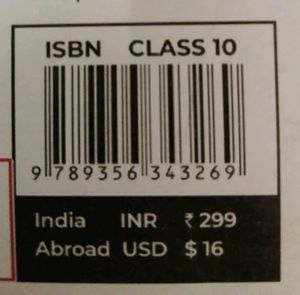 ISBN CLASS 10
9 789356 343269
India INR ₹ 299
Abroad USD $ 16